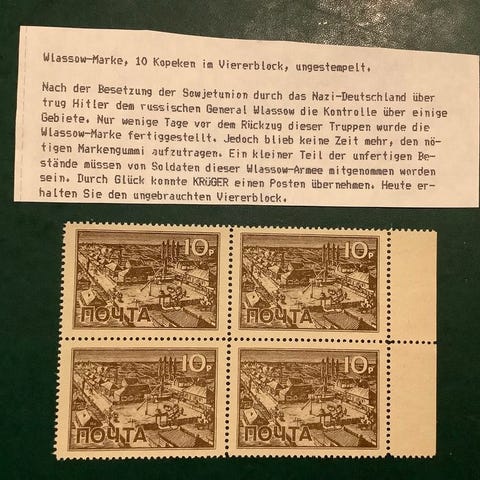 Wlassow-Marke, 10 Kopeken im Viererblock, ungestempelt.
Nach der Besetzung der Sowjetunion durch das Nazi-Deutschland über
trug Hitler dem russischen General Wlassow die Kontrolle über einige
Gebiete. Nur wenige Tage vor dem Rückzug dieser Truppen wurde die
Wlassow-Marke fertiggestellt. Jedoch blieb keine Zeit mehr, den nö-
tigen Markengummi aufzutragen. Ein kleiner Teil der unfertigen Be-
stände müssen von Soldaten dieser Wlassow-Armee mitgenommen worden
sein. Durch Glück konnte KRüGER einen Posten übernehmen. Heute er-
halten Sie den ungebrauchten Viererblock.
10р
ПОЧТА
10р
ПОЧТА
10р
ПОЧТА
10р
ПОЧТА